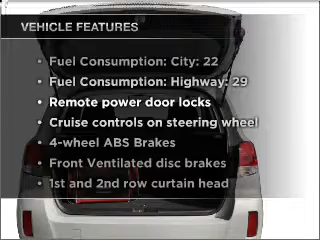 VEHICLE FEATURES
• Fuel Consumption: City: 22
• Fuel Consumption: Highway: 29
• Remote power door locks
• Cruise controls on steering wheel
• 4-wheel ABS Brakes
• Front Ventilated disc brakes
• 1st and 2nd row curtain head